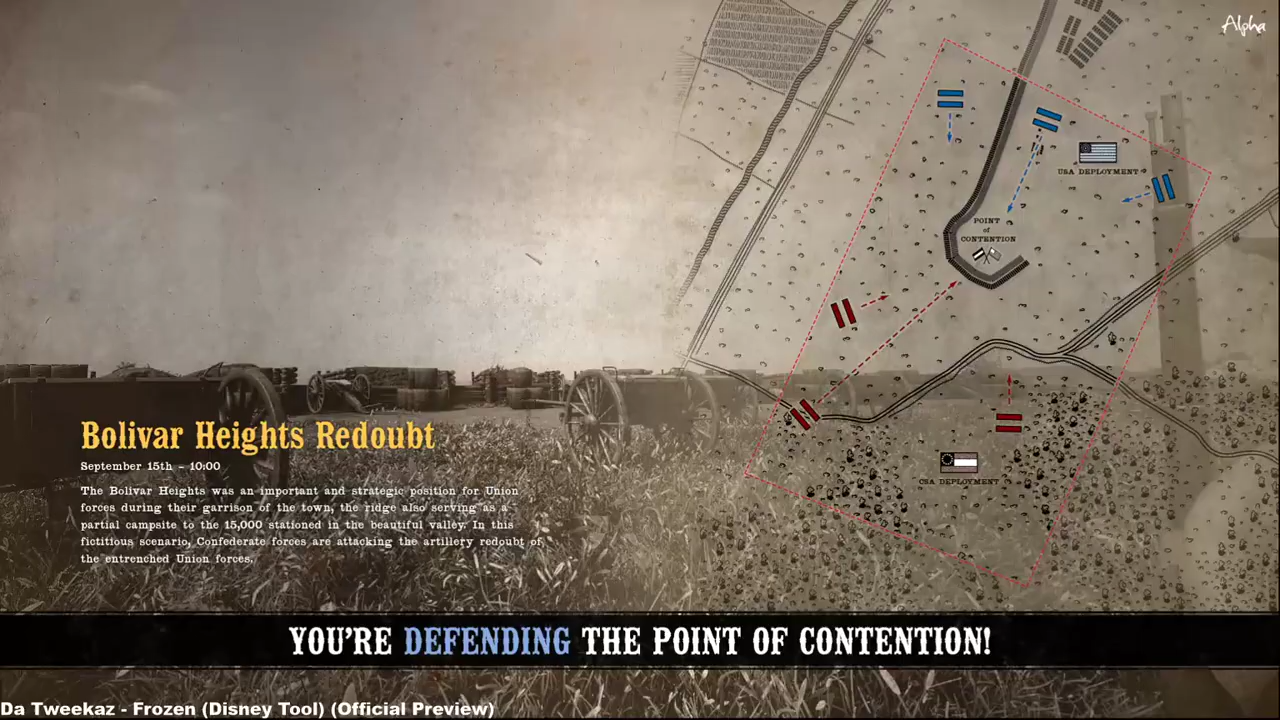 Alpha
USA DEPLOYMENT
POINT
of
CONTENTION
Bolivar Heights Redoubt
September 15th - 10:00
CSA DEPLOYMENT
The Bolivar Heights was an important and strategic position for Union
forces during their garrison of the town, the ridge also serving as a
partial campsite to the 15,000 stationed in the beautiful valley. In this
fictitious scenario, Confederate forces are attacking the artillery redoubt of
the entrenched Union forces.
YOU'RE DEFENDING THE POINT OF CONTENTION!
Da Tweekaz - Frozen (Disney Tool) (Official Preview)